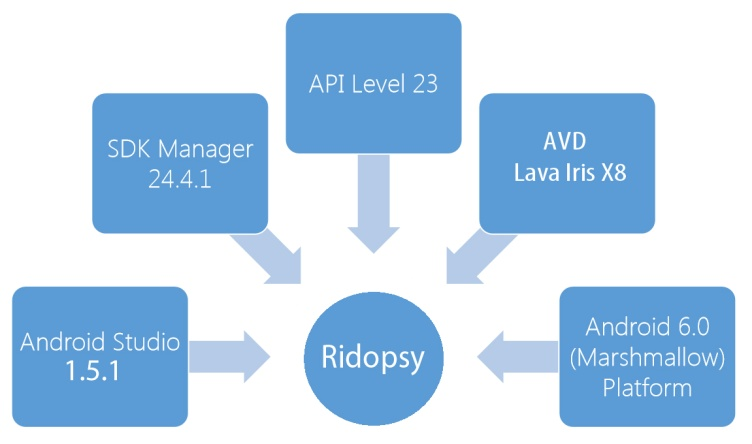 API Level 23
SDK Manager
24.4.1
AVD
Lava Iris X8
Android Studio
1.5.1
Ridopsy
Android 6.0
(Marshmallow)
Platform